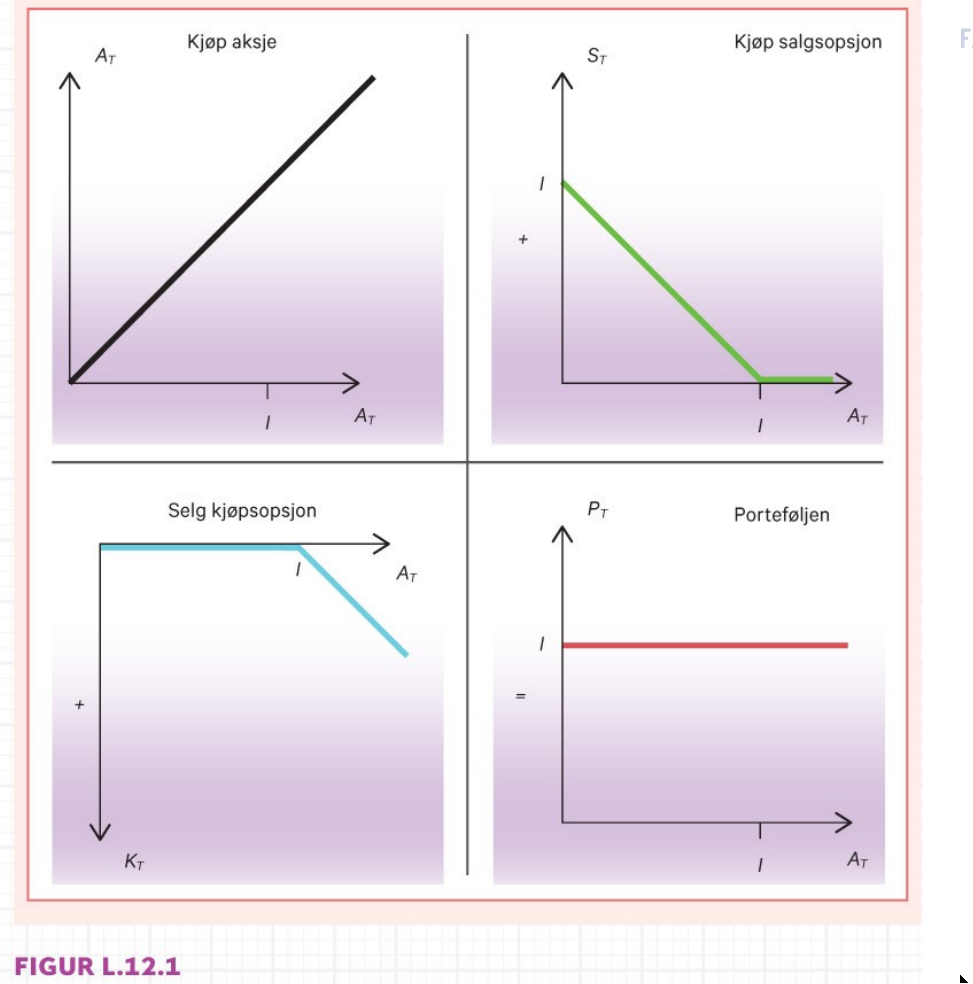 Kjøp aksje
A_T
I
A_T
Kjøp salgsopsjon
S_T
I
+
I
A_T
Selg kjøpsopsjon
I
A_T
+
K_T
Porteføljen
P_T
I
=
I
A_T
FIGUR L.12.1